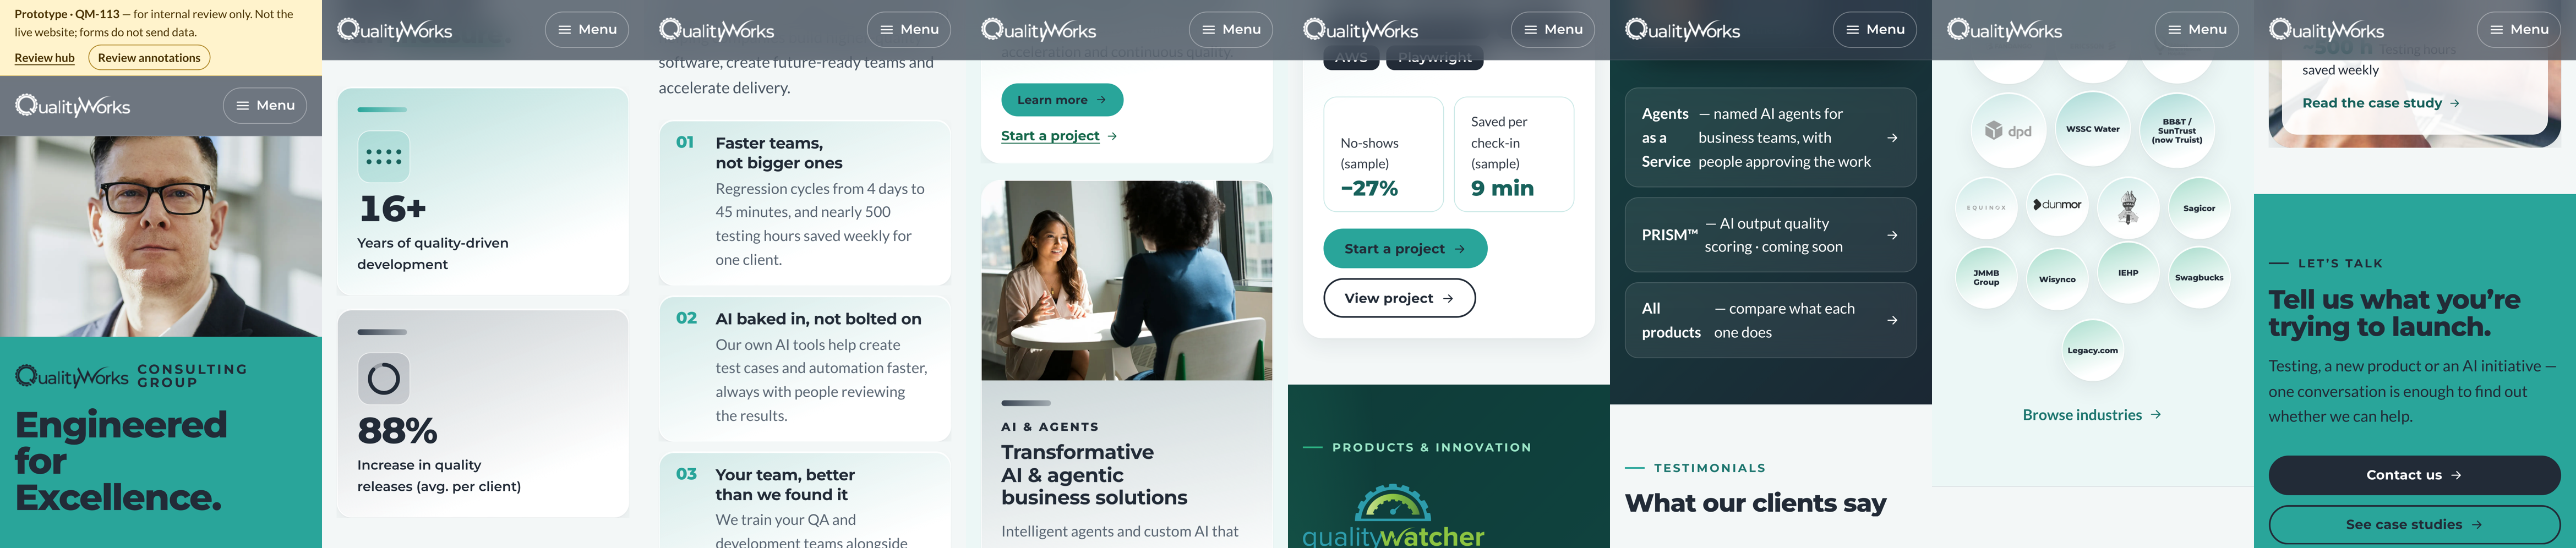 Prototype · QM-113 — for internal review only. Not the
live website; forms do not send data.
Review hub
Review annotations
QualityWorks
Menu
QualityWorks CONSULTING
GROUP
Engineered
for
Excellence.
QualityWorks
Menu
16+
Years of quality-driven
development
88%
Increase in quality
releases (avg. per client)
QualityWorks
Menu
software, create future-ready teams and
accelerate delivery.
01
Faster teams,
not bigger ones
Regression cycles from 4 days to
45 minutes, and nearly 500
testing hours saved weekly for
one client.
02
AI baked in, not bolted on
Our own AI tools help create
test cases and automation faster,
always with people reviewing
the results.
03
Your team, better
than we found it
We train your QA and
development teams alongside
QualityWorks
Menu
acceleration and continuous quality.
Learn more
Start a project
AI & AGENTS
Transformative
AI & agentic
business solutions
Intelligent agents and custom AI that
QualityWorks
Menu
AWS
Playwright
No-shows
(sample)
−27%
Saved per
check-in
(sample)
9 min
Start a project
View project
PRODUCTS & INNOVATION
qualitywatcher
QualityWorks
Menu
Agents
as a
Service
— named AI agents for
business teams, with
people approving the work
PRISM™
— AI output quality
scoring · coming soon
All
products
— compare what each
one does
TESTIMONIALS
What our clients say
QualityWorks
Menu
dpd
WSSC Water
BB&T /
SunTrust
(now Truist)
EQUINOX
dunmor
Sagicor
JMMB
Group
Wisynco
IEHP
Swagbucks
Legacy.com
Browse industries
QualityWorks
Menu
~500 h Testing hours
saved weekly
Read the case study
LET’S TALK
Tell us what you’re
trying to launch.
Testing, a new product or an AI initiative —
one conversation is enough to find out
whether we can help.
Contact us
See case studies